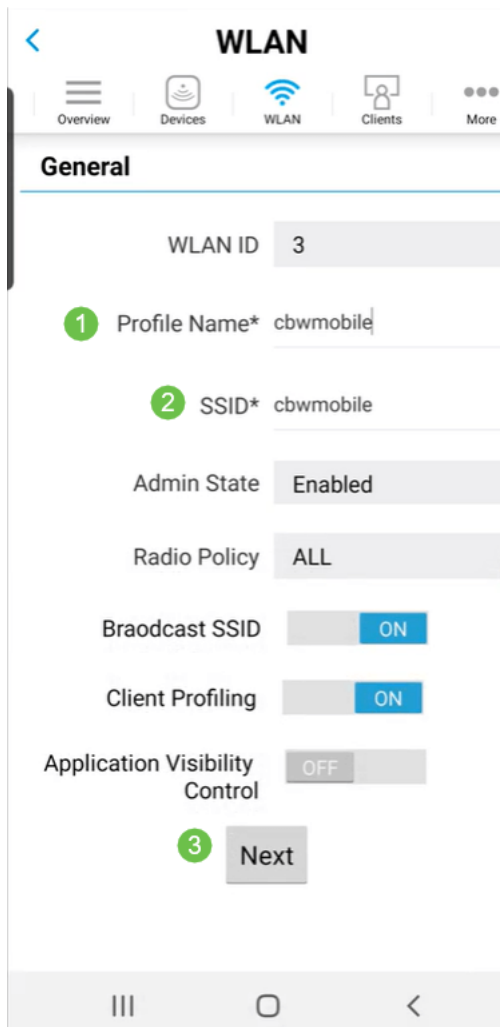 WLAN
Overview Devices WLAN Clients More
General
WLAN ID 3
1 Profile Name* cbwmobile
2 SSID* cbwmobile
Admin State Enabled
Radio Policy ALL
Braodcast SSID ON
Client Profiling ON
Application Visibility OFF
Control
3 Next